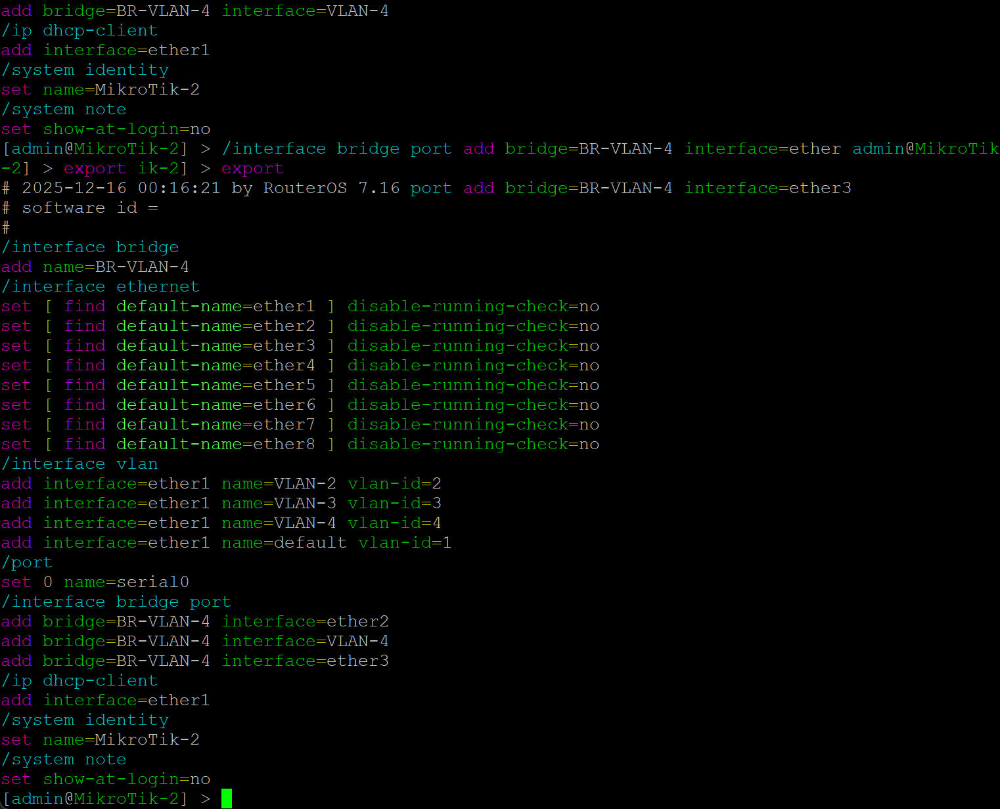 add bridge=BR-VLAN-4 interface=VLAN-4
/ip dhcp-client
add interface=ether1
/system identity
set name=MikroTik-2
/system note
set show-at-login=no
[admin@MikroTik-2] > /interface bridge port add bridge=BR-VLAN-4 interface=ether admin@MikroTik
-2] > export ik-2] > export
# 2025-12-16 00:16:21 by RouterOS 7.16 port add bridge=BR-VLAN-4 interface=ether3
# software id =
#
/interface bridge
add name=BR-VLAN-4
/interface ethernet
set [ find default-name=ether1 ] disable-running-check=no
set [ find default-name=ether2 ] disable-running-check=no
set [ find default-name=ether3 ] disable-running-check=no
set [ find default-name=ether4 ] disable-running-check=no
set [ find default-name=ether5 ] disable-running-check=no
set [ find default-name=ether6 ] disable-running-check=no
set [ find default-name=ether7 ] disable-running-check=no
set [ find default-name=ether8 ] disable-running-check=no
/interface vlan
add interface=ether1 name=VLAN-2 vlan-id=2
add interface=ether1 name=VLAN-3 vlan-id=3
add interface=ether1 name=VLAN-4 vlan-id=4
add interface=ether1 name=default vlan-id=1
/port
set 0 name=serial0
/interface bridge port
add bridge=BR-VLAN-4 interface=ether2
add bridge=BR-VLAN-4 interface=VLAN-4
add bridge=BR-VLAN-4 interface=ether3
/ip dhcp-client
add interface=ether1
/system identity
set name=MikroTik-2
/system note
set show-at-login=no
[admin@MikroTik-2] >